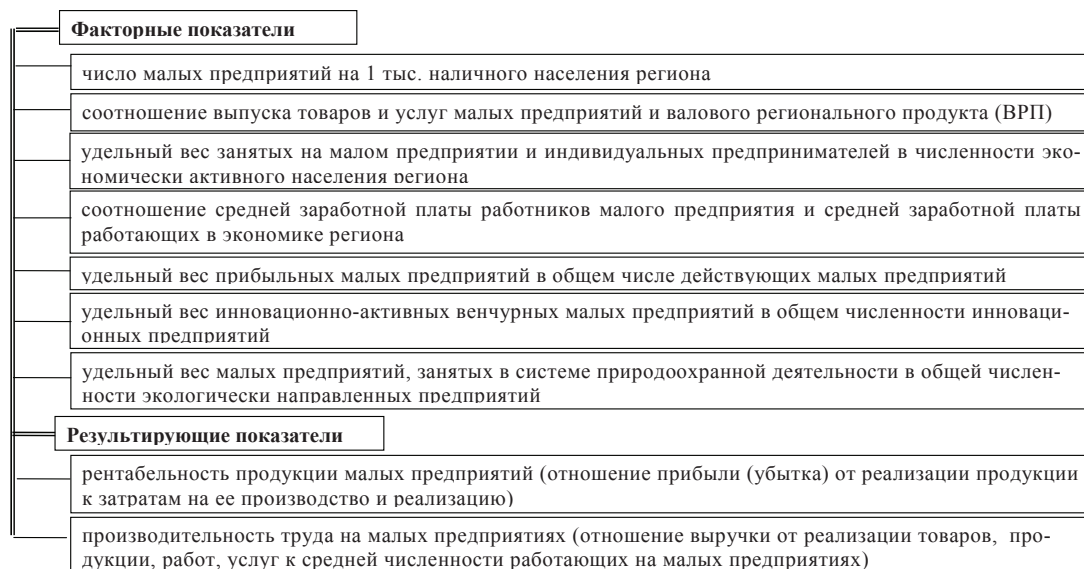 Факторные показатели
число малых предприятий на 1 тыс. наличного населения региона
соотношение выпуска товаров и услуг малых предприятий и валового регионального продукта (ВРП)
удельный вес занятых на малом предприятии и индивидуальных предпринимателей в численности эко-
номически активного населения региона
соотношение средней заработной платы работников малого предприятия и средней заработной платы
работающих в экономике региона
удельный вес прибыльных малых предприятий в общем числе действующих малых предприятий
удельный вес инновационно-активных венчурных малых предприятий в общем численности инноваци-
онных предприятий
удельный вес малых предприятий, занятых в системе природоохранной деятельности в общей числен-
ности экологически направленных предприятий
Результирующие показатели
рентабельность продукции малых предприятий (отношение прибыли (убытка) от реализации продукции
к затратам на ее производство и реализацию)
производительность труда на малых предприятиях (отношение выручки от реализации товаров, про-
дукции, работ, услуг к средней численности работающих на малых предприятиях)